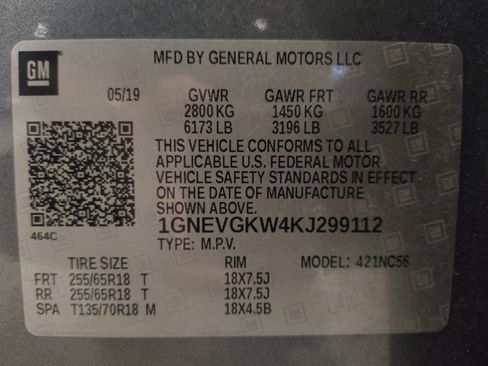 GM
MFD BY GENERAL MOTORS LLC
05/19 GVWR GAWR FRT GAWR RR
2800 KG 1450 KG 1600 KG
6173 LB 3196 LB 3527 LB
THIS VEHICLE CONFORMS TO ALL
APPLICABLE U.S. FEDERAL MOTOR
VEHICLE SAFETY STANDARDS IN EFFECT
ON THE DATE OF MANUFACTURE
SHOWN ABOVE.
464C
1GNEVGKW4KJ299112
TYPE: M.P.V.
TIRE SIZE RIM MODEL: 421NC56
FRT 255/65R18 T 18X7.5J
RR 255/65R18 T 18X7.5J
SPA T135/70R18 M 18X4.5B